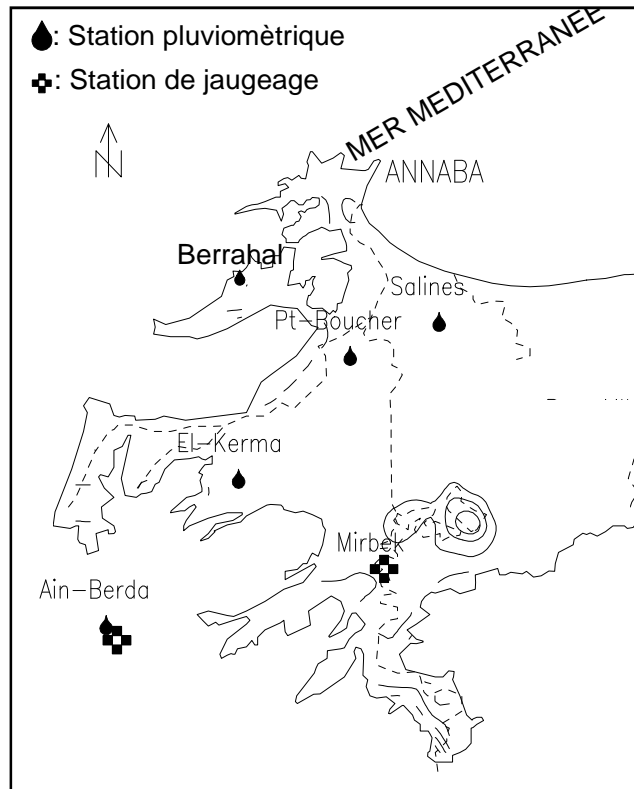 : Station pluviomètrique
: Station de jaugeage
MER MEDITERRANEE
N
ANNABA
Berrahal
Salines
Pt-Boucher
El-Kerma
Mirbek
Ain-Berda